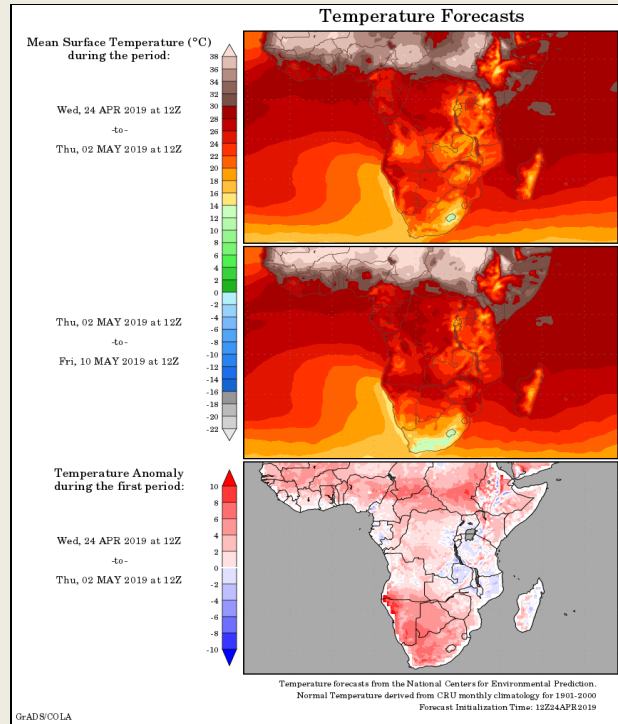 Temperature Forecasts
Mean Surface Temperature (°C)
during the period:
Wed, 24 APR 2019 at 12Z
-to-
Thu, 02 MAY 2019 at 12Z
38
36
34
32
30
28
26
24
22
20
18
16
14
12
10
8
6
4
2
0
-2
-4
-6
-8
-10
-12
-14
-16
-18
-20
-22
Thu, 02 MAY 2019 at 12Z
-to-
Fri, 10 MAY 2019 at 12Z
Temperature Anomaly
during the first period:
Wed, 24 APR 2019 at 12Z
-to-
Thu, 02 MAY 2019 at 12Z
10
8
6
4
2
0
-2
-4
-6
-8
-10
Temperature forecasts from the National Centers for Environmental Prediction.
Normal Temperature derived from CRU monthly climatology for 1901-2000
Forecast Initialization Time: 12Z24APR2019
GrADS/COLA